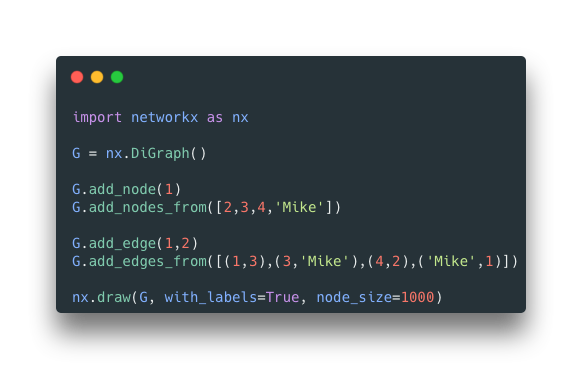 import networkx as nx
G = nx.DiGraph()
G.add_node(1)
G.add_nodes_from([2,3,4,'Mike'])
G.add_edge(1,2)
G.add_edges_from([(1,3),(3,'Mike'),(4,2),('Mike',1)])
nx.draw(G, with_labels=True, node_size=1000)